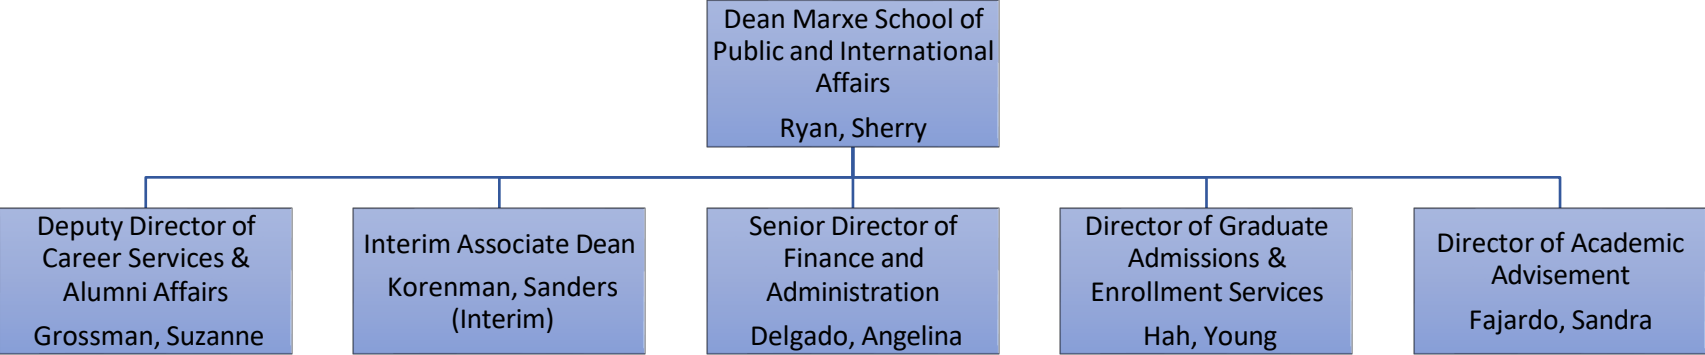 Dean Marxe School of
Public and International
Affairs
Ryan, Sherry
Deputy Director of
Career Services &
Alumni Affairs
Grossman, Suzanne
Interim Associate Dean
Korenman, Sanders
(Interim)
Senior Director of
Finance and
Administration
Delgado, Angelina
Director of Graduate
Admissions &
Enrollment Services
Hah, Young
Director of Academic
Advisement
Fajardo, Sandra